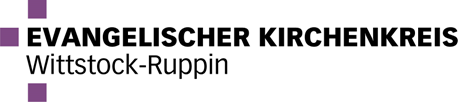 EVANGELISCHER KIRCHENKREIS
Wittstock-Ruppin